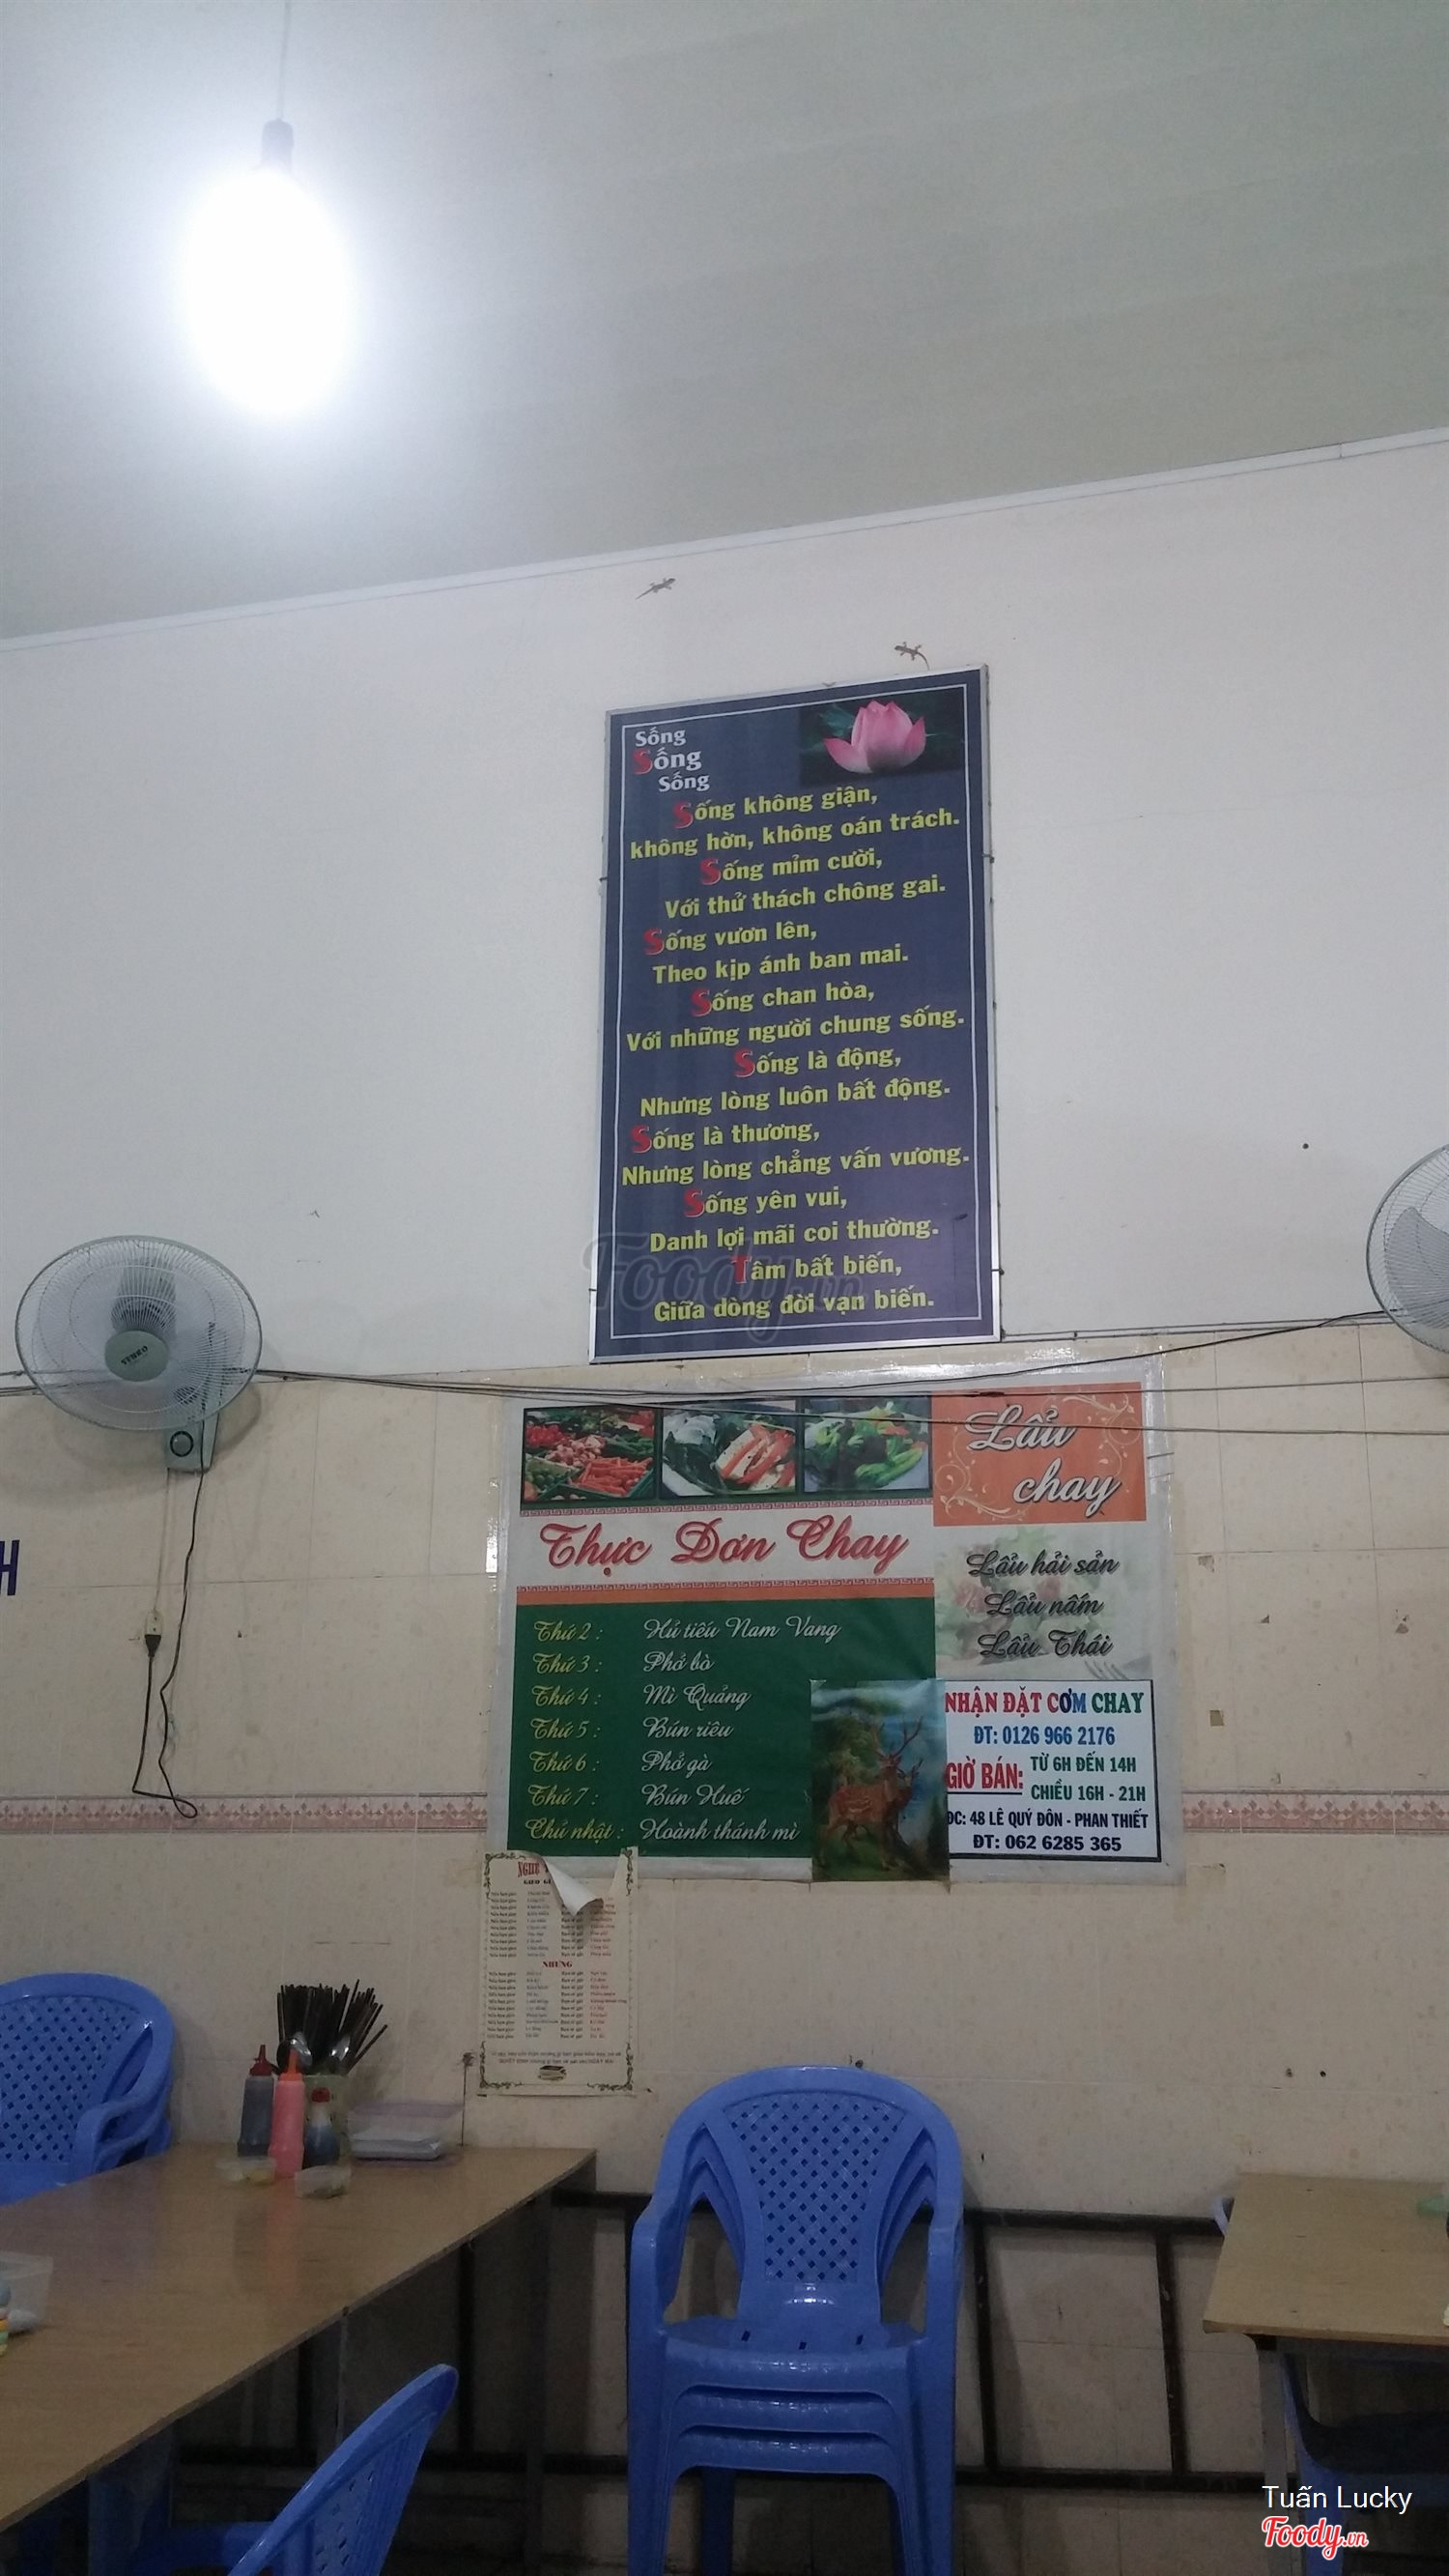 Sống
Sống
Sống
Sống không giận,
không hờn, không oán trách.
Sống mỉm cười,
Với thử thách chông gai.
Sống vươn lên,
Theo kịp ánh ban mai.
Sống chan hòa,
Với những người chung sống.
Sống là động,
Nhưng lòng luôn bất động.
Sống là thương,
Nhưng lòng chẳng vấn vương.
Sống yên vui,
Danh lợi mãi coi thường.
Tâm bất biến,
Giữa dòng đời vạn biến.
Foody.vn
Lẩu
chay
Thực Đơn Chay
Lẩu hải sản
Lẩu nấm
Lẩu Thái
Thứ 2 : Hủ tiếu Nam Vang
Thứ 3 : Phở bò
Thứ 4 : Mì Quảng
Thứ 5 : Bún riêu
Thứ 6 : Phở gà
Thứ 7 : Bún Huế
Chủ nhật : Hoành thánh mì
NHẬN ĐẶT CƠM CHAY
ĐT: 0126 966 2176
GIỜ BÁN: TỪ 6H ĐẾN 14H
CHIỀU 16H - 21H
ĐC: 48 LÊ QUÝ ĐÔN - PHAN THIẾT
ĐT: 062 6285 365
H
NHƯNG
Tuấn Lucky
Foody.vn